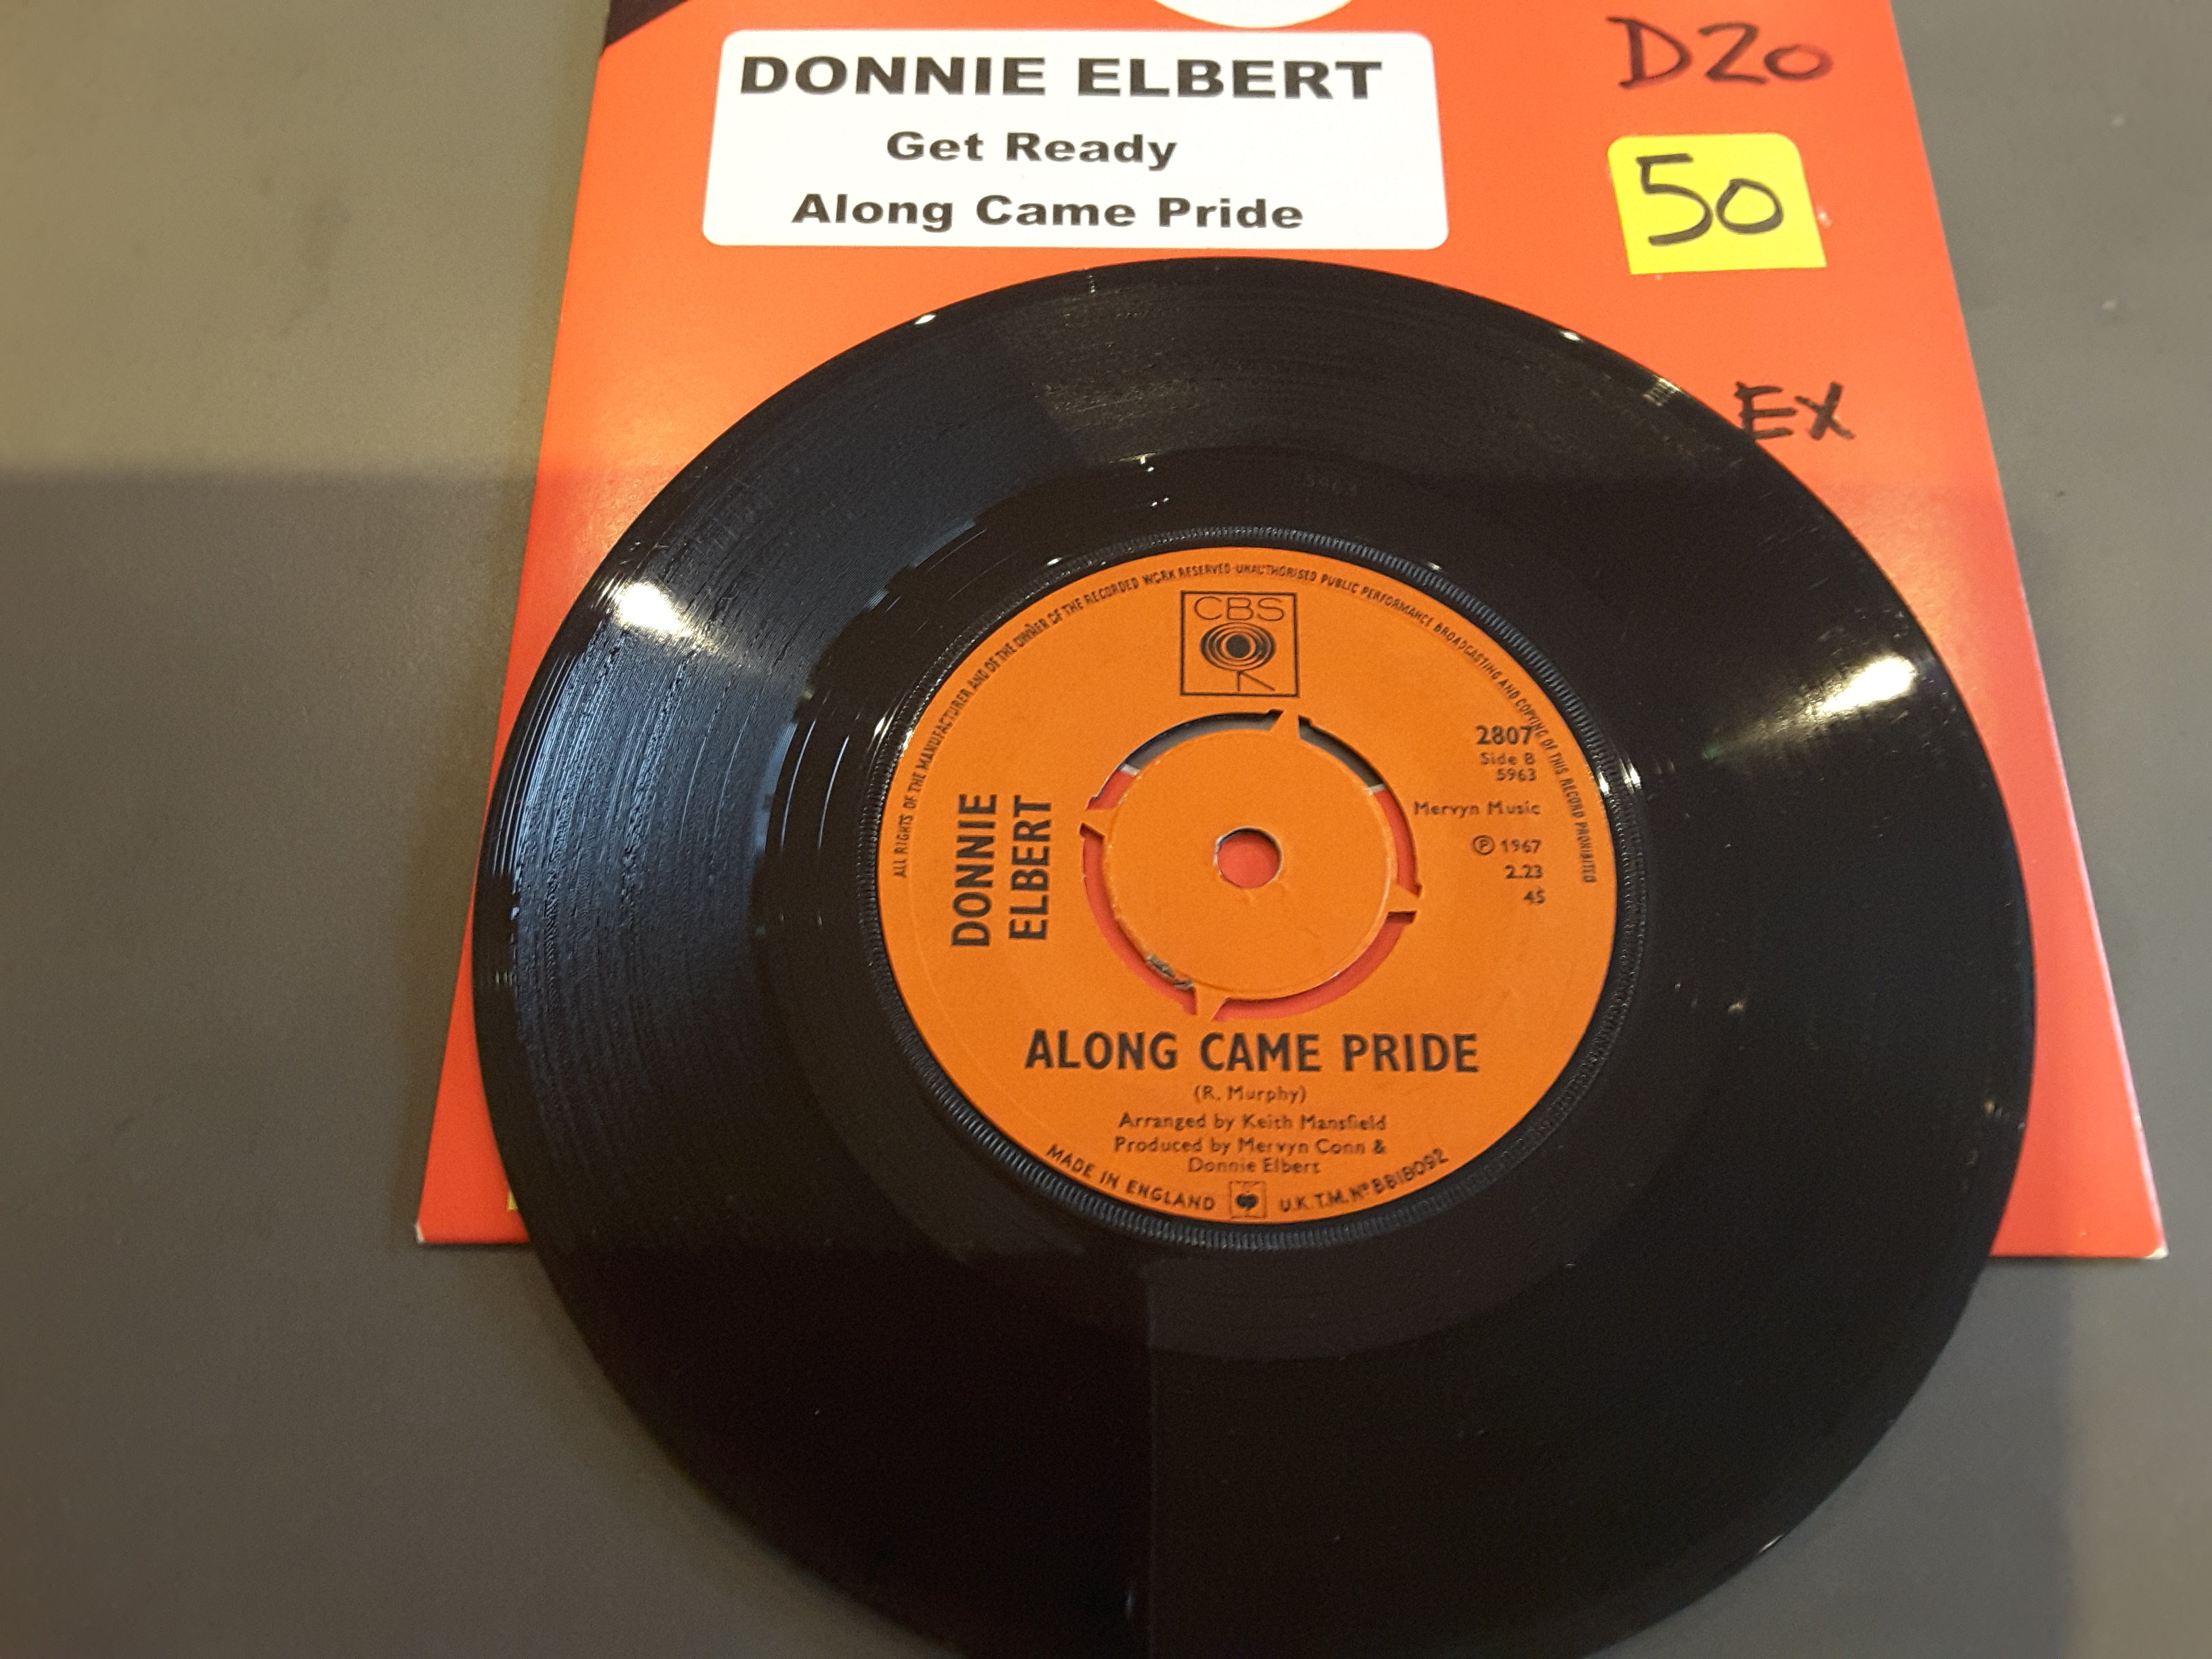 DONNIE ELBERT
Get Ready
Along Came Pride
D20
50
EX
5963
ALL RIGHTS OF THE MANUFACTURER AND OF THE OWNER OF THE RECORDED WORK RESERVED UNAUTHORISED PUBLIC PERFORMANCE BROADCASTING AND COPYING OF THIS RECORD PROHIBITED
CBS
2807
Side B
5963
Mervyn Music
℗ 1967
2.23
45
DONNIE
ELBERT
ALONG CAME PRIDE
(R. Murphy)
Arranged by Keith Mansfield
Produced by Mervyn Conn &
Donnie Elbert
MADE IN ENGLAND U.K.T.M. Nº BB18092